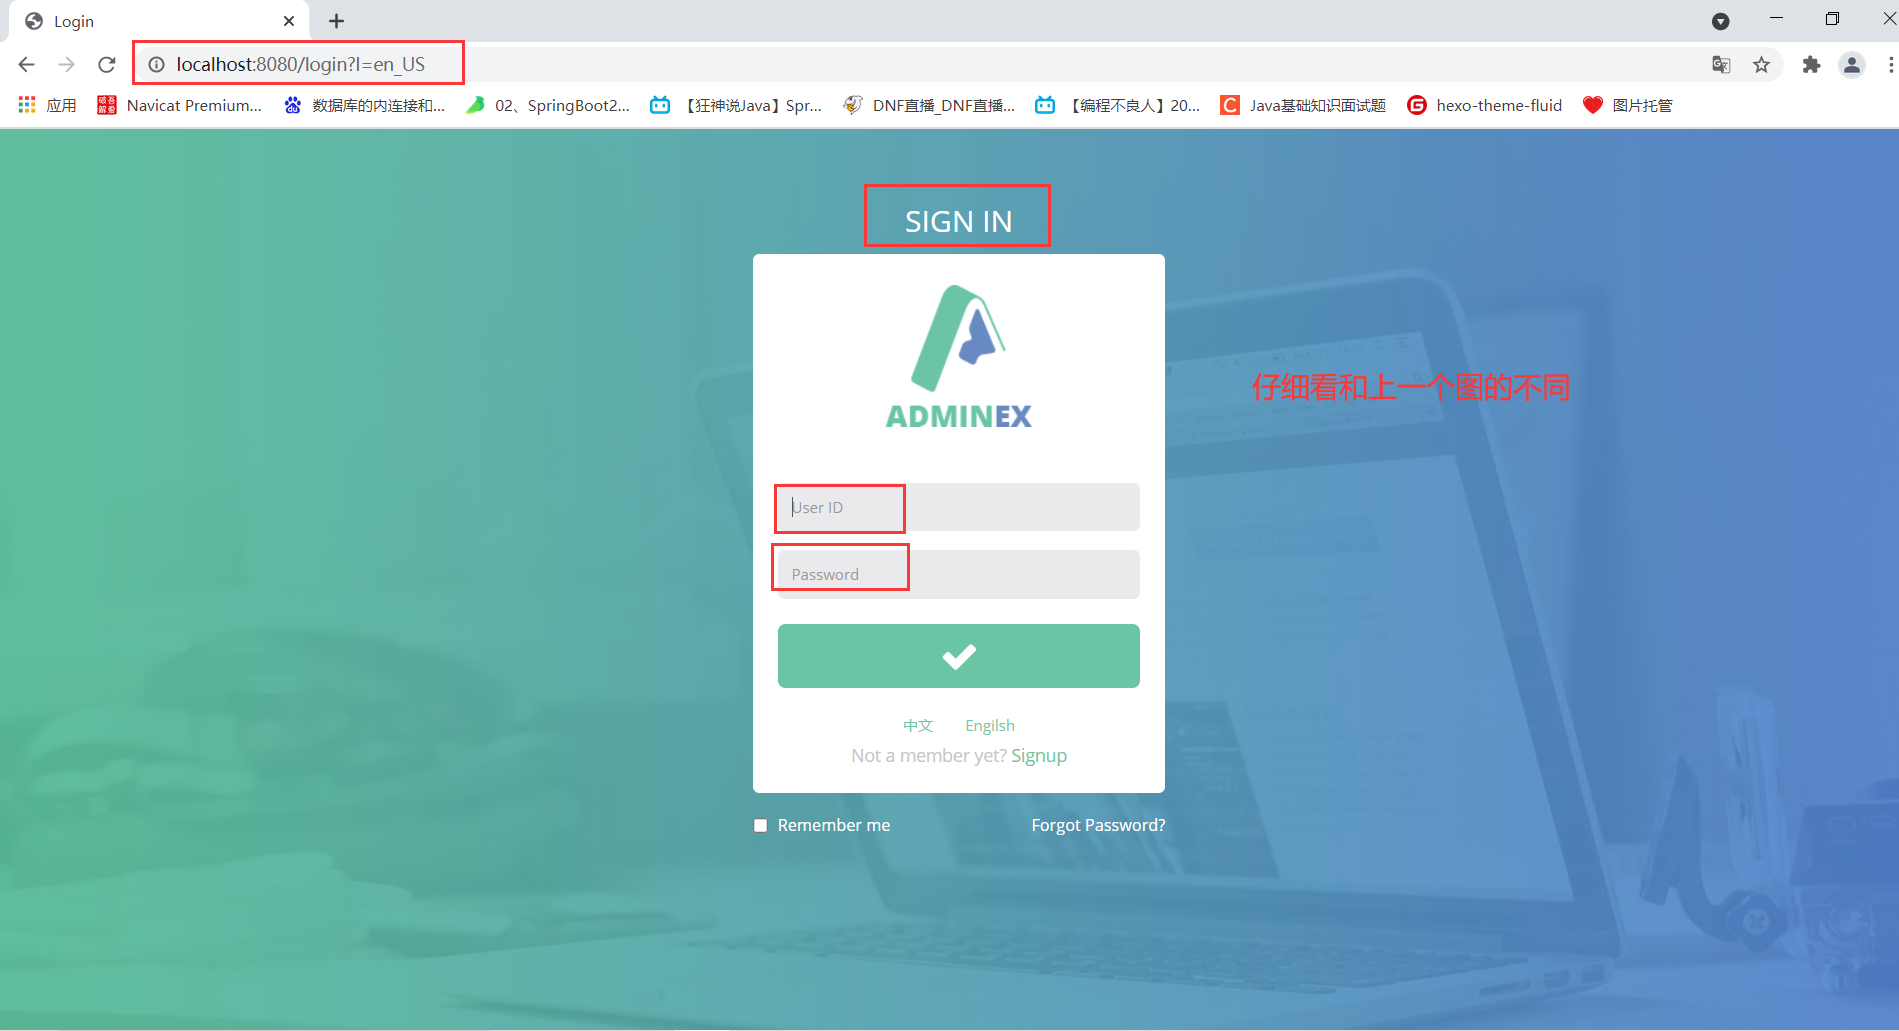 Login
localhost:8080/login?l=en_US
应用
Navicat Premium...
数据库的内连接和...
02、SpringBoot2...
【狂神说Java】Spr...
DNF直播_DNF直播...
【编程不良人】20...
Java基础知识面试题
hexo-theme-fluid
图片托管
SIGN IN
ADMINEX
仔细看和上一个图的不同
User ID
Password
中文 Engilsh
Not a member yet? Signup
Remember me
Forgot Password?